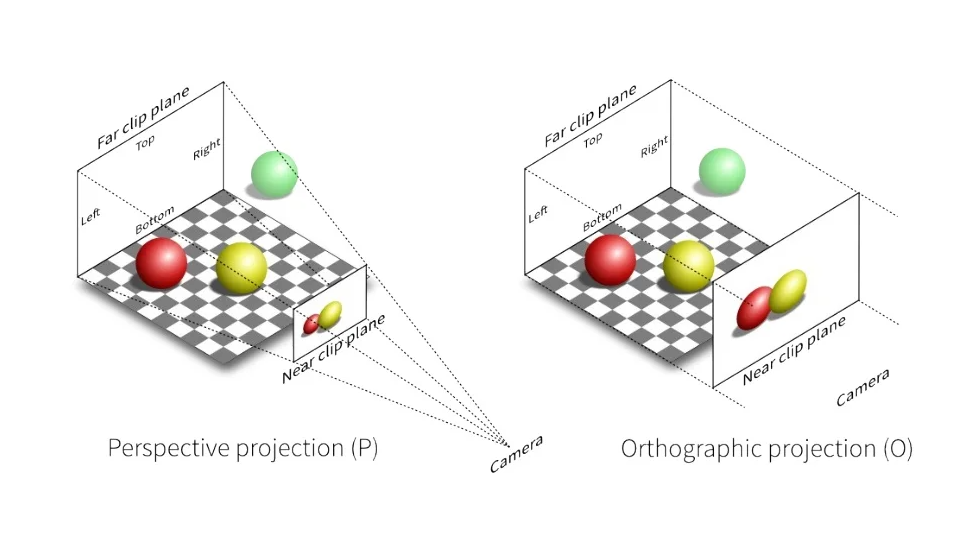 Far clip plane
Top
Right
Left
Bottom
Near clip plane
Camera
Perspective projection (P)
Far clip plane
Top
Right
Left
Bottom
Near clip plane
Camera
Orthographic projection (O)